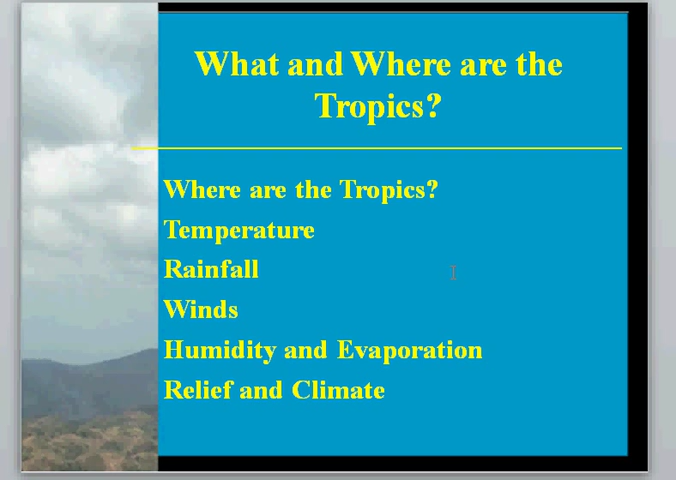 What and Where are the
Tropics?
Where are the Tropics?
Temperature
Rainfall
Winds
Humidity and Evaporation
Relief and Climate